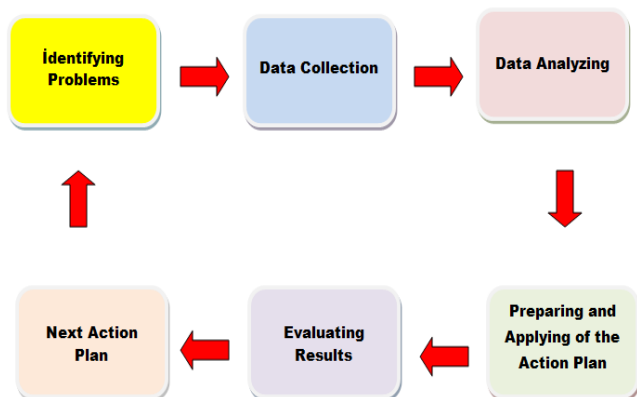 İdentifying
Problems
Data Collection
Data Analyzing
Preparing and
Applying of the
Action Plan
Evaluating
Results
Next Action
Plan